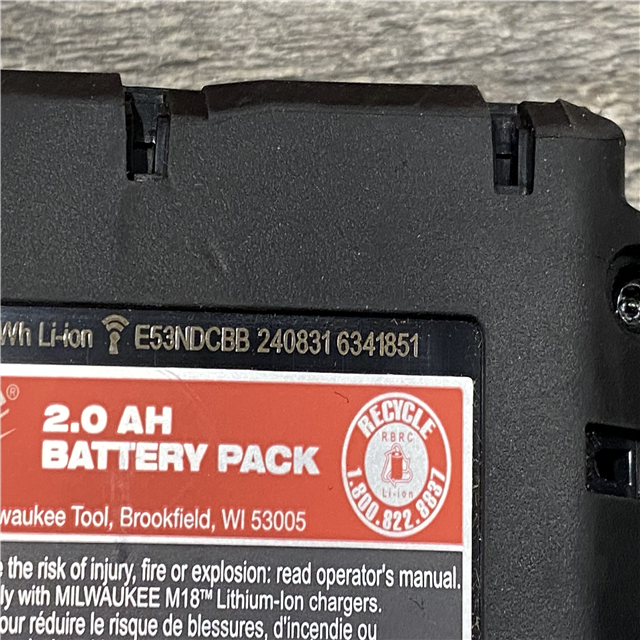 Wh Li-ion E53NDCBB 240831 6341851
®
2.0 AH
BATTERY PACK
RECYCLE
RBRC
Li-ion
1.800.822.8837
waukee Tool, Brookfield, WI 53005
e the risk of injury, fire or explosion: read operator's manual.
ly with MILWAUKEE M18™ Lithium-Ion chargers.
our réduire le risque de blessures, d'incendie ou